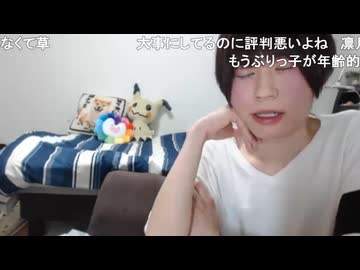 なくて草
大事にしてるのに評判悪いよね
凛月
もうぶりっ子が年齢的